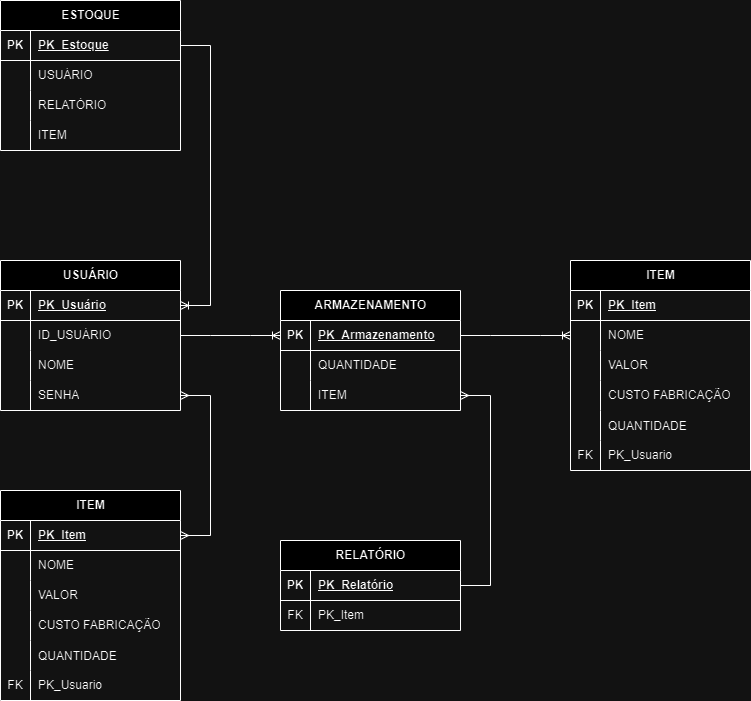 ESTOQUE
PK PK_Estoque
USUÁRIO
RELATÓRIO
ITEM
USUÁRIO
PK PK_Usuário
ID_USUÁRIO
NOME
SENHA
ARMAZENAMENTO
PK PK_Armazenamento
QUANTIDADE
ITEM
ITEM
PK PK_Item
NOME
VALOR
CUSTO FABRICAÇÃO
QUANTIDADE
FK PK_Usuario
ITEM
PK PK_Item
NOME
VALOR
CUSTO FABRICAÇÃO
QUANTIDADE
FK PK_Usuario
RELATÓRIO
PK PK_Relatório
FK PK_Item